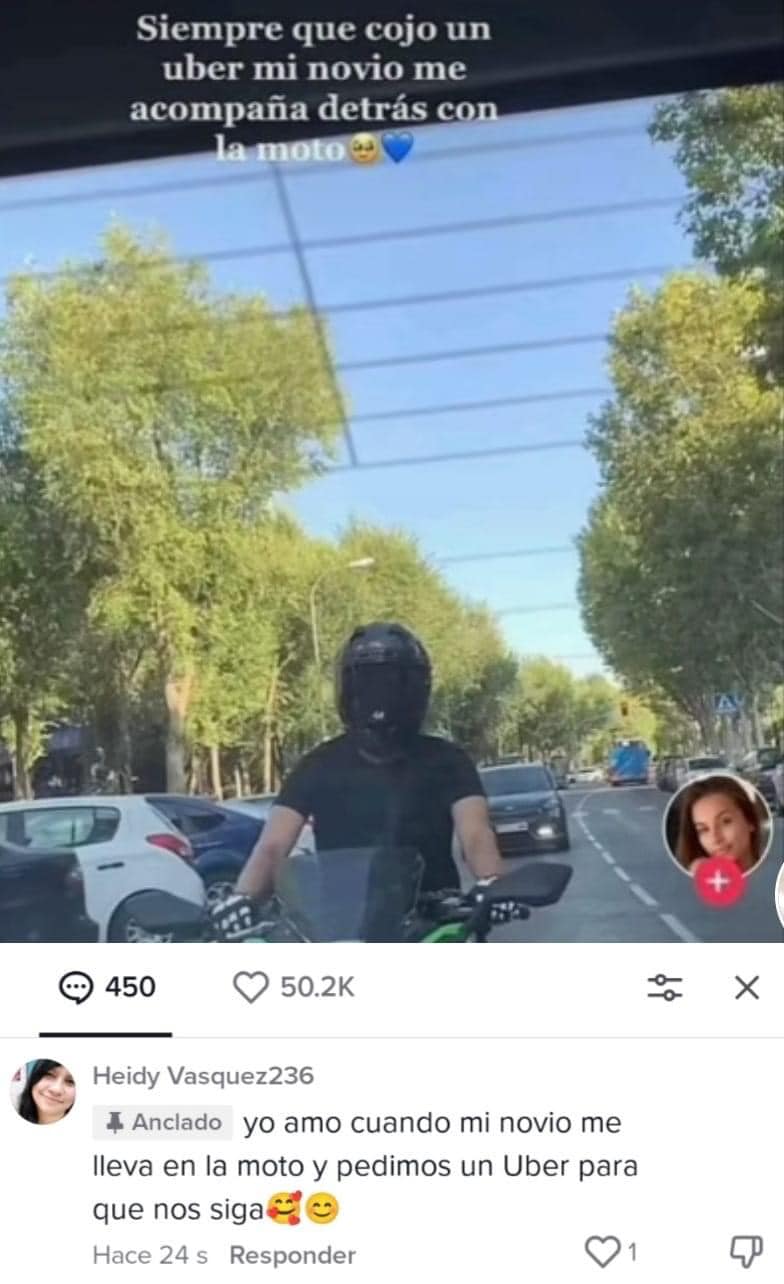 Siempre que cojo un
uber mi novio me
acompaña detrás con
la moto🥹💙
450
50.2K
Heidy Vasquez236
Anclado yo amo cuando mi novio me
lleva en la moto y pedimos un Uber para
que nos siga🥰😊
Hace 24 s Responder
1